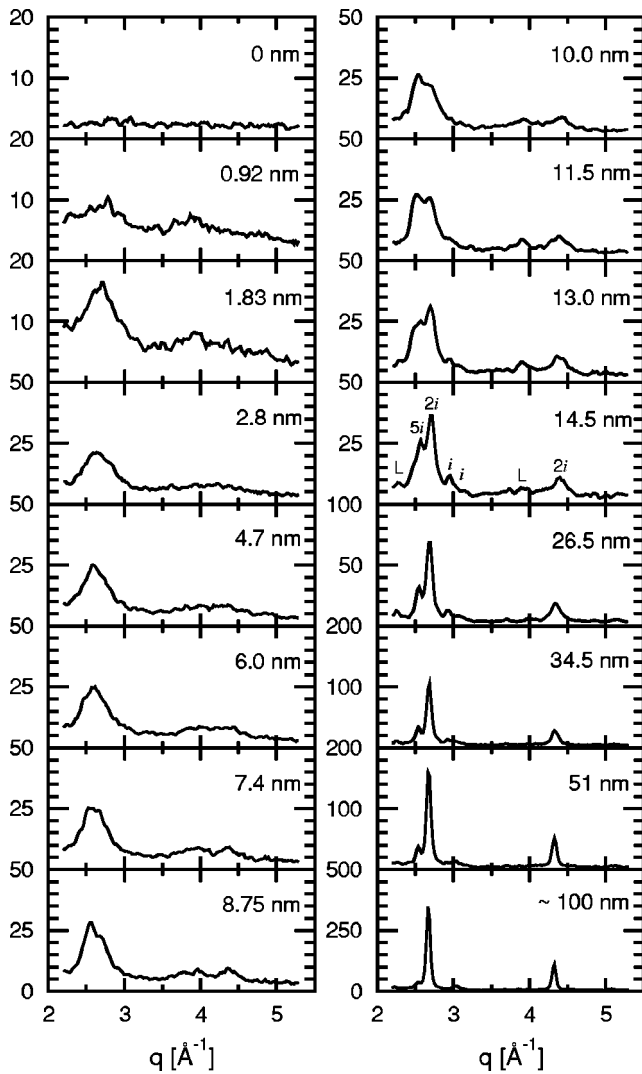 20
0 nm
10
20
0.92 nm
10
20
1.83 nm
10
50
2.8 nm
25
50
4.7 nm
25
50
6.0 nm
25
50
7.4 nm
25
50
8.75 nm
25
0
2 3 4 5
q [Å⁻¹]
50
10.0 nm
25
50
11.5 nm
25
50
13.0 nm
25
50
2i
14.5 nm
5i
25
L i i L 2i
100
26.5 nm
50
200
34.5 nm
100
200
51 nm
100
500
~ 100 nm
250
0
2 3 4 5
q [Å⁻¹]